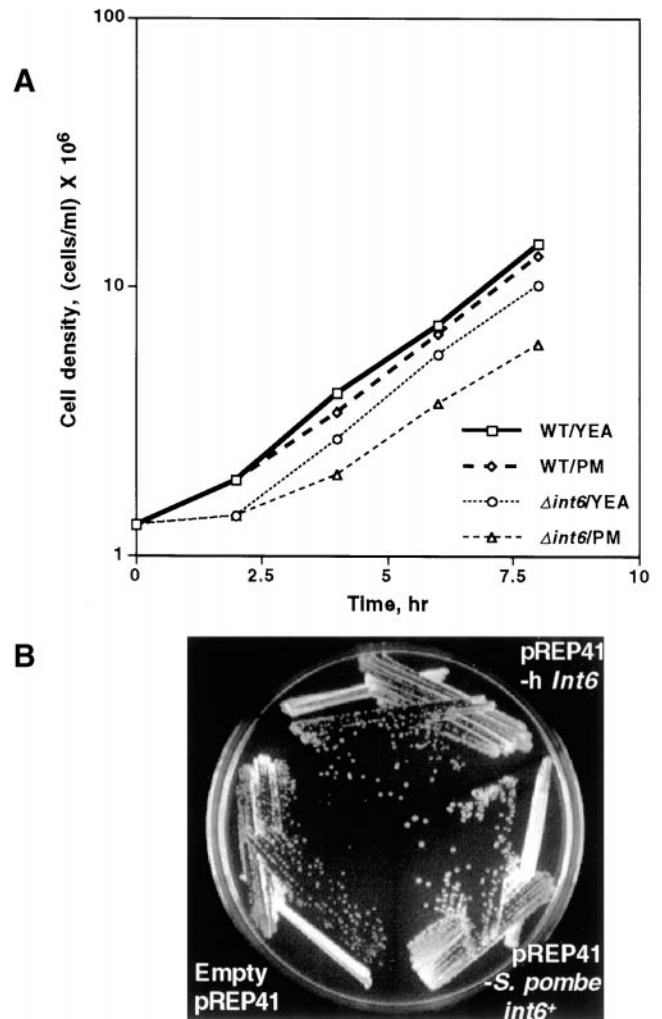 A
Cell density, (cells/ml) X 10⁶
100
10
1
0
2.5
5
7.5
10
Time, hr
WT/YEA
WT/PM
Δint6/YEA
Δint6/PM
B
pREP41
-h Int6
Empty
pREP41
pREP41
-S. pombe
int6⁺